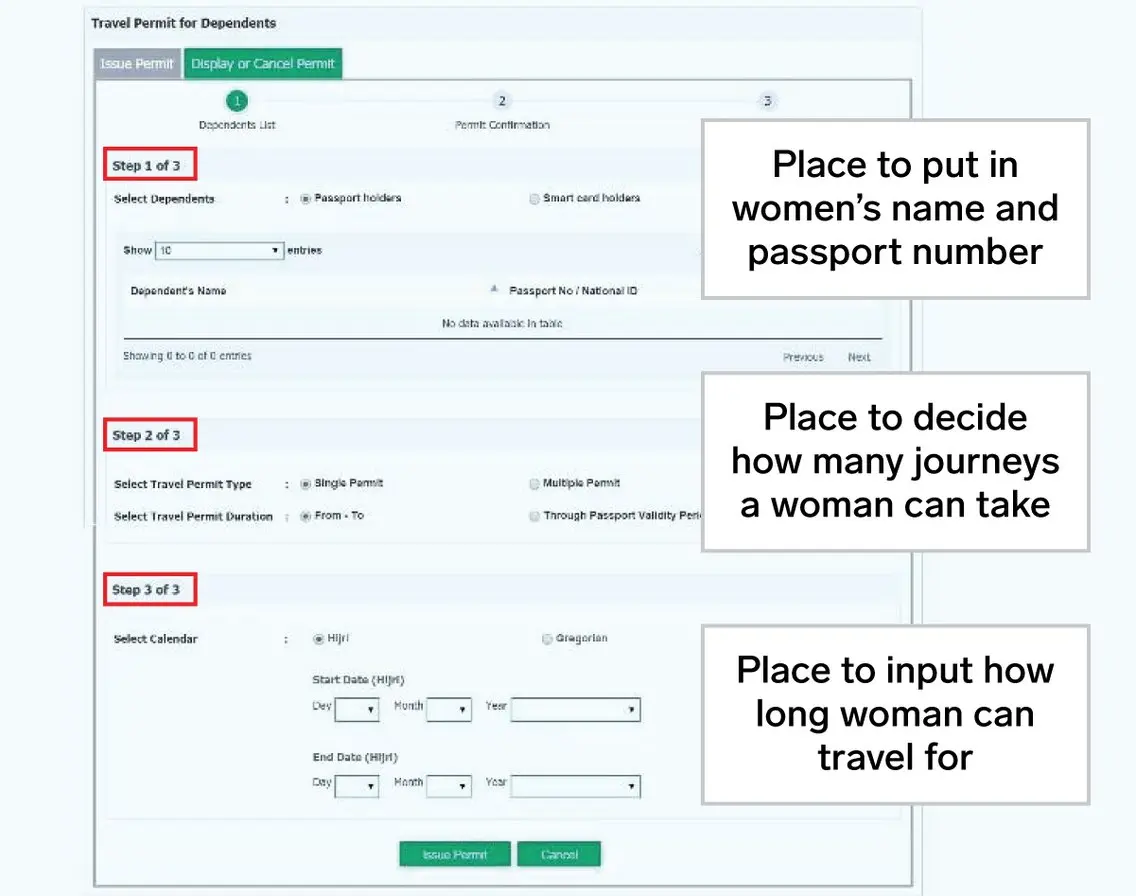 Travel Permit for Dependents
Issue Permit Display or Cancel Permit
1 2 3
Dependents List Permit Confirmation
Step 1 of 3
Select Dependents : Passport holders Smart card holders
Show 10 entries
Dependent's Name Passport No / National ID
No data available in table
Showing 0 to 0 of 0 entries Previous Next
Place to put in
women's name and
passport number
Step 2 of 3
Select Travel Permit Type : Single Permit Multiple Permit
Select Travel Permit Duration : From - To Through Passport Validity Peri
Place to decide
how many journeys
a woman can take
Step 3 of 3
Select Calendar : Hijri Gregorian
Start Date (Hijri)
Day Month Year
End Date (Hijri)
Day Month Year
Place to input how
long woman can
travel for
Issue Permit Cancel